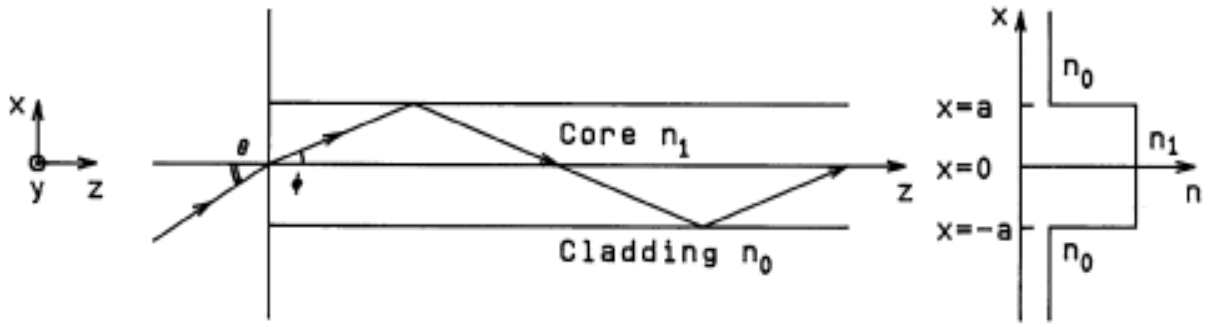 x
y
z
θ
ϕ
Core n₁
z
Cladding n₀
x
n₀
x=a
n₁
x=0
n
x=-a
n₀